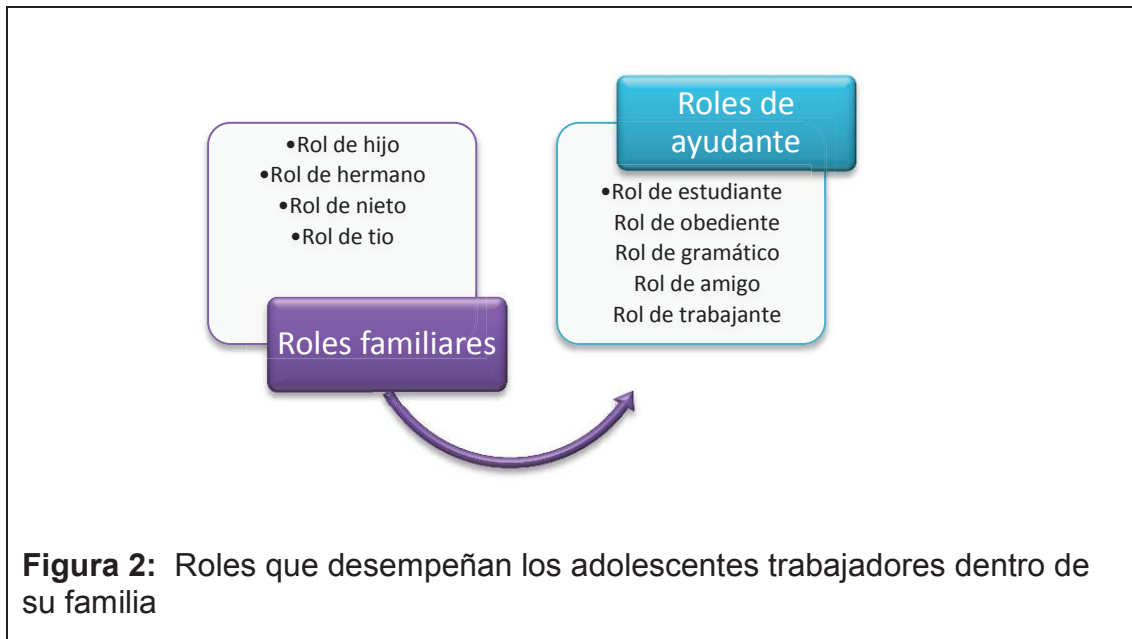 •Rol de hijo
•Rol de hermano
•Rol de nieto
•Rol de tio
Roles familiares
Roles de
ayudante
•Rol de estudiante
Rol de obediente
Rol de gramático
Rol de amigo
Rol de trabajante
Figura 2: Roles que desempeñan los adolescentes trabajadores dentro de
su familia